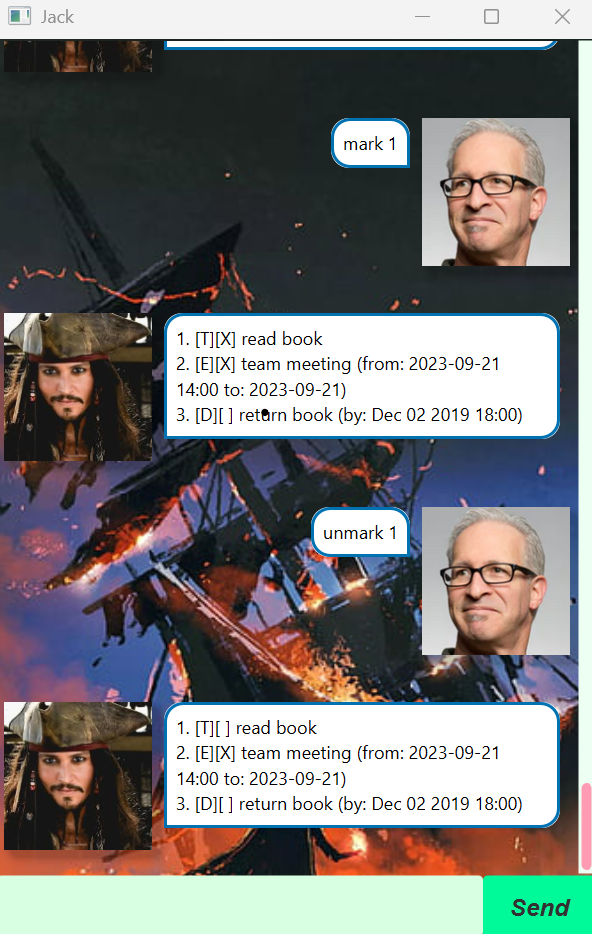 Jack
mark 1
1. [T][X] read book
2. [E][X] team meeting (from: 2023-09-21
14:00 to: 2023-09-21)
3. [D][ ] return book (by: Dec 02 2019 18:00)
unmark 1
1. [T][ ] read book
2. [E][X] team meeting (from: 2023-09-21
14:00 to: 2023-09-21)
3. [D][ ] return book (by: Dec 02 2019 18:00)
Send